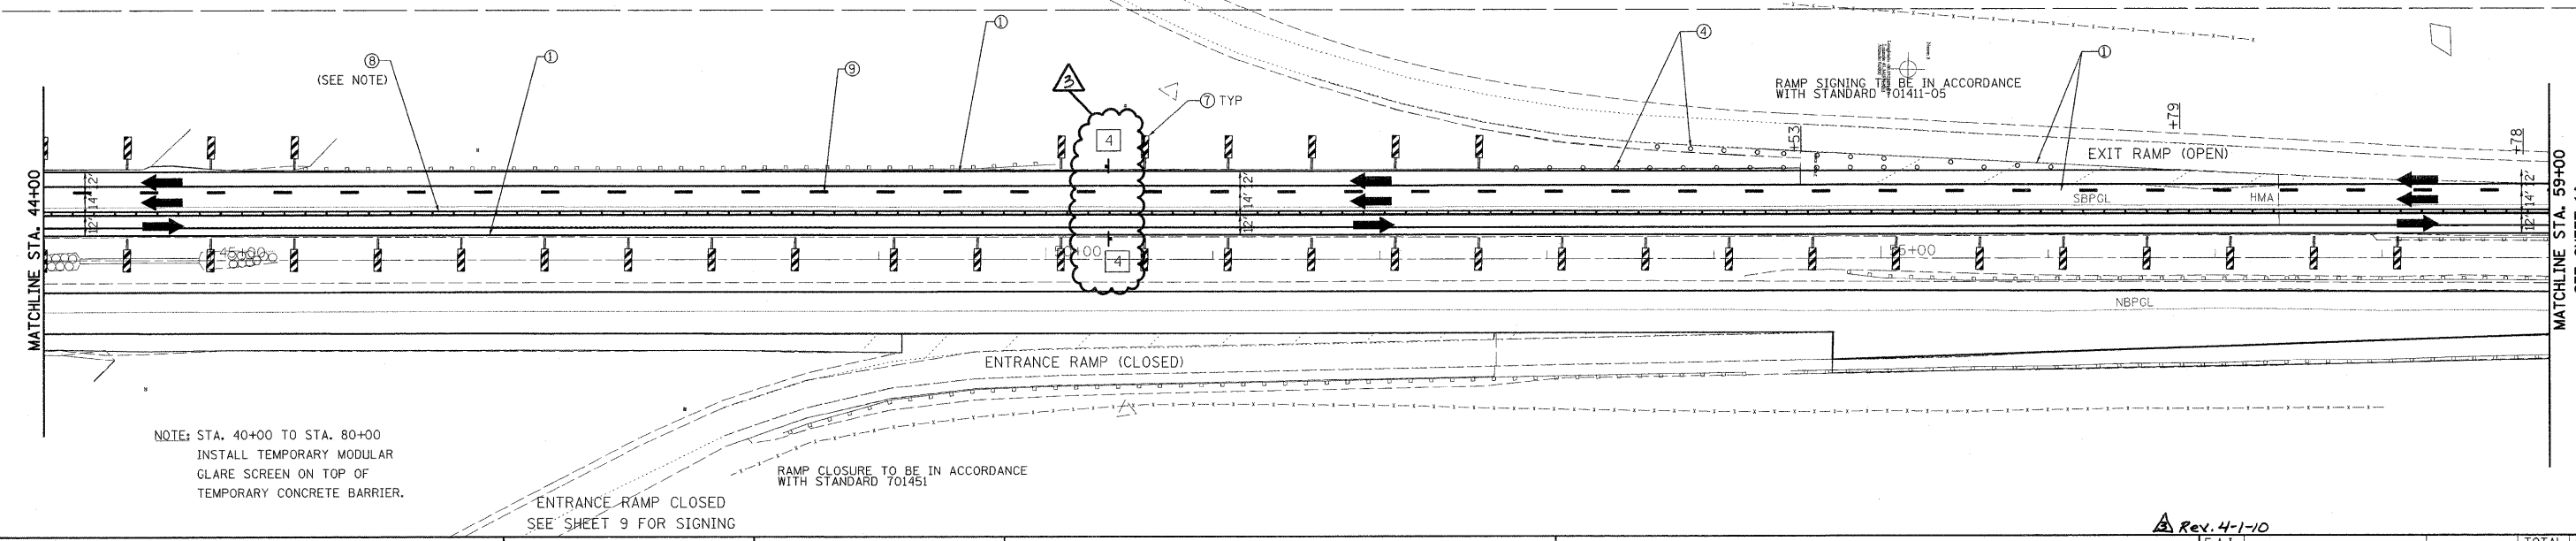 ①
④
⑧
(SEE NOTE)
①
⑨
3
⑦ TYP
①
RAMP SIGNING TO BE IN ACCORDANCE
WITH STANDARD 701411-05
4
+53
+79
+78
EXIT RAMP (OPEN)
MATCHLINE STA. 44+00
12'
14'
12'
12'
14'
12'
SBPGL
HMA
12'
14'
12'
MATCHLINE STA. 59+00
45+00
50+00
4
55+00
NBPGL
ENTRANCE RAMP (CLOSED)
NOTE: STA. 40+00 TO STA. 80+00
INSTALL TEMPORARY MODULAR
GLARE SCREEN ON TOP OF
TEMPORARY CONCRETE BARRIER.
RAMP CLOSURE TO BE IN ACCORDANCE
WITH STANDARD 701451
ENTRANCE RAMP CLOSED
SEE SHEET 9 FOR SIGNING
3 Rev. 4-1-10